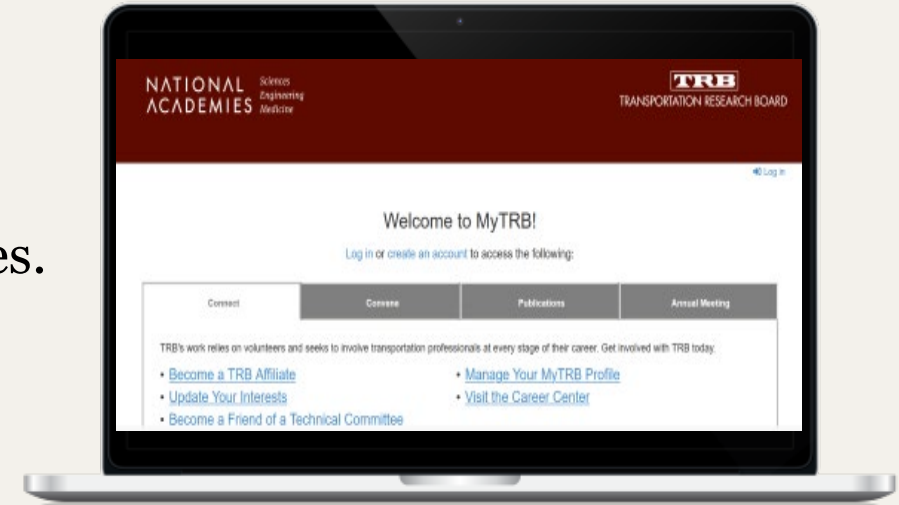 es.
NATIONAL Sciences
ACADEMIES Engineering
Medicine
TRB
TRANSPORTATION RESEARCH BOARD
Log in
Welcome to MyTRB!
Log in or create an account to access the following:
Connect Convene Publications Annual Meeting
TRB's work relies on volunteers and seeks to involve transportation professionals at every stage of their career. Get involved with TRB today.
• Become a TRB Affiliate
• Manage Your MyTRB Profile
• Update Your Interests
• Visit the Career Center
• Become a Friend of a Technical Committee